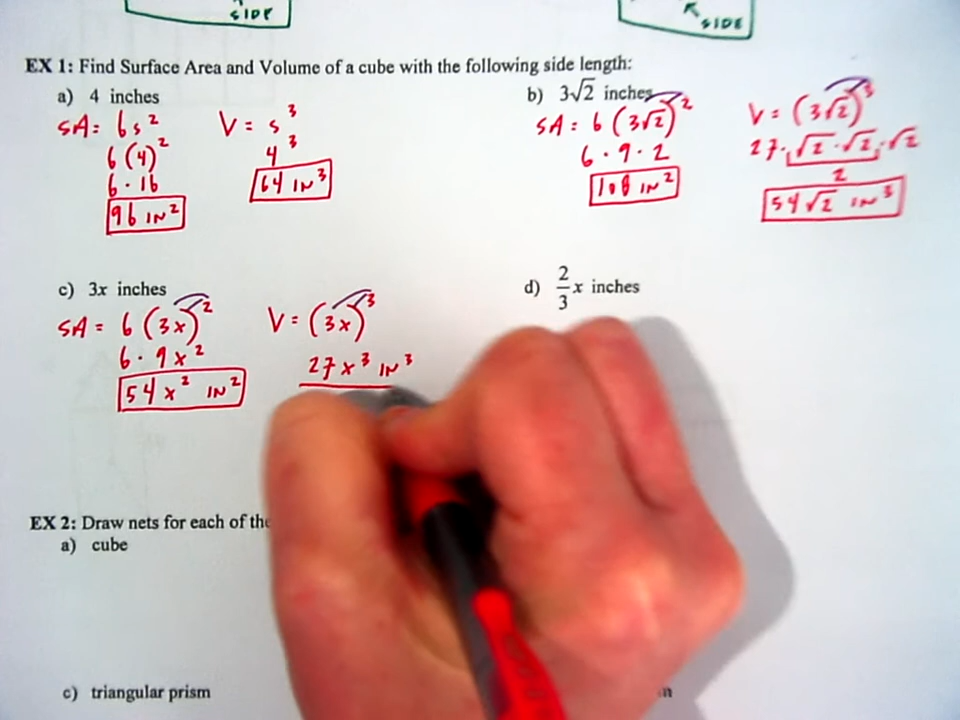 SIDE
SIDE
EX 1: Find Surface Area and Volume of a cube with the following side length:
a) 4 inches
SA = 6s²
6(4)²
6 · 16
96 IN²
V = s³
4³
64 IN³
b) 3√2 inches
SA = 6(3√2)²
6 · 9 · 2
108 IN²
V = (3√2)³
27 · √2 · √2 · √2
2
54√2 IN³
c) 3x inches
SA = 6(3x)²
6 · 9x²
54x² IN²
V = (3x)³
27x³ IN³
d) 2/3 x inches
EX 2: Draw nets for each of the
a) cube
c) triangular prism